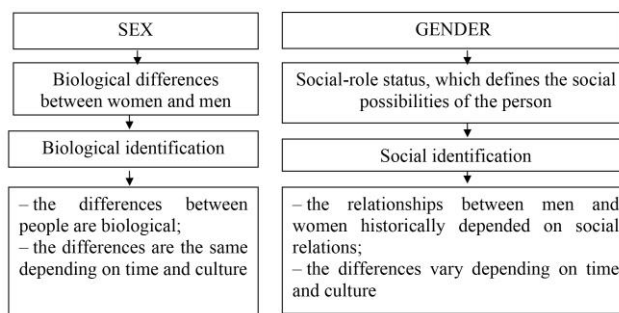 SEX
Biological differences
between women and men
Biological identification
– the differences between
people are biological;
– the differences are the same
depending on time and culture
GENDER
Social-role status, which defines the social
possibilities of the person
Social identification
– the relationships between men and
women historically depended on social
relations;
– the differences vary depending on time
and culture